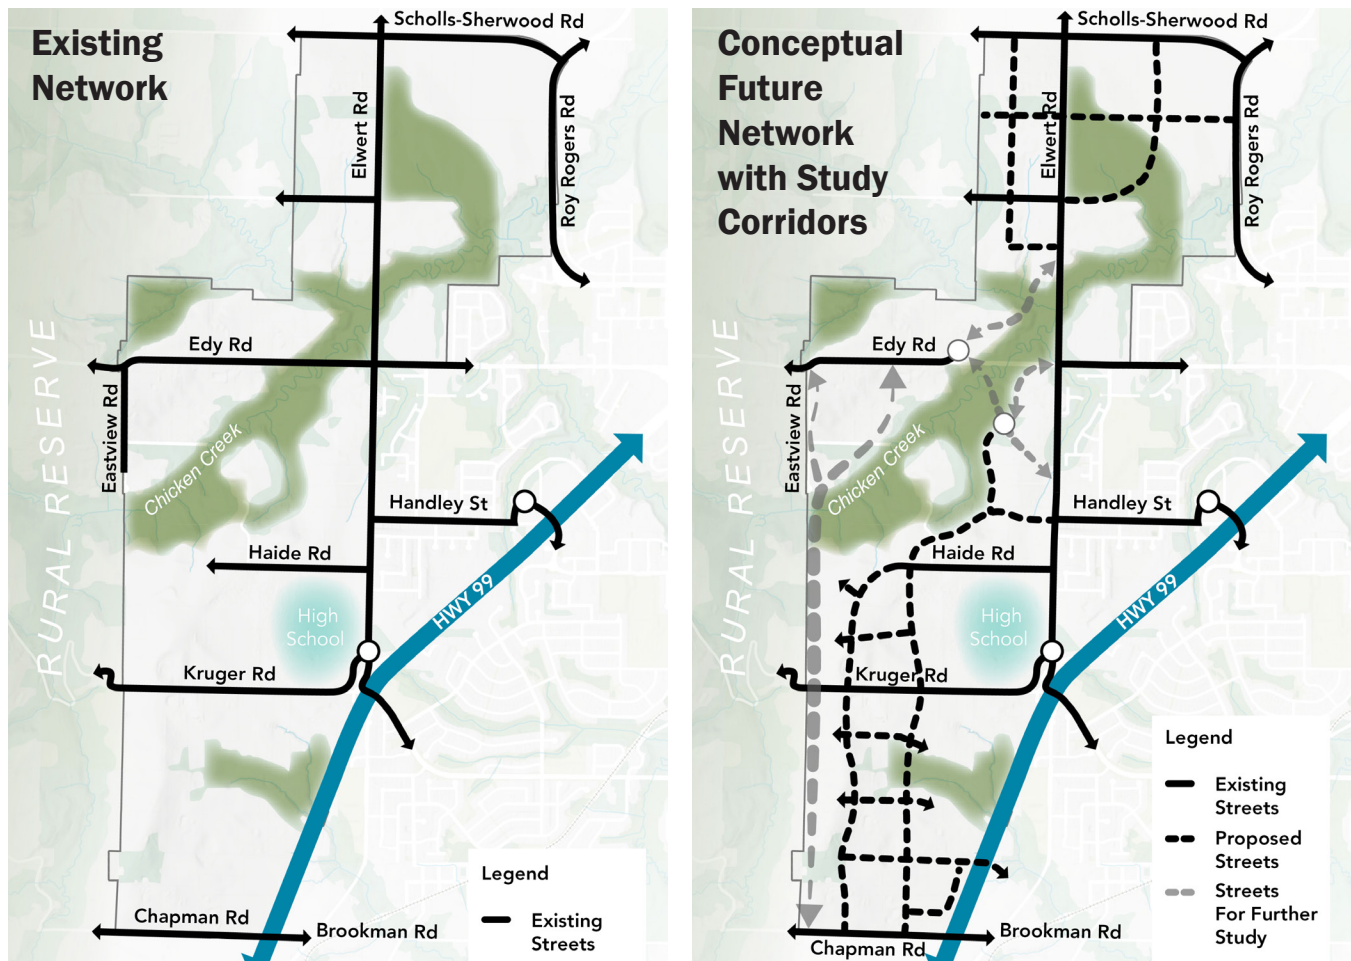 Existing
Network
Scholls-Sherwood Rd
Elwert Rd
Roy Rogers Rd
RURAL RESERVE
Edy Rd
Eastview Rd
Chicken Creek
Handley St
Haide Rd
HWY 99
High
School
Kruger Rd
Chapman Rd
Brookman Rd
Legend
Existing
Streets
Conceptual
Future
Network
with Study
Corridors
Scholls-Sherwood Rd
Elwert Rd
Roy Rogers Rd
RURAL RESERVE
Edy Rd
Eastview Rd
Chicken Creek
Handley St
Haide Rd
HWY 99
High
School
Kruger Rd
Chapman Rd
Brookman Rd
Legend
Existing
Streets
Proposed
Streets
Streets
For Further
Study